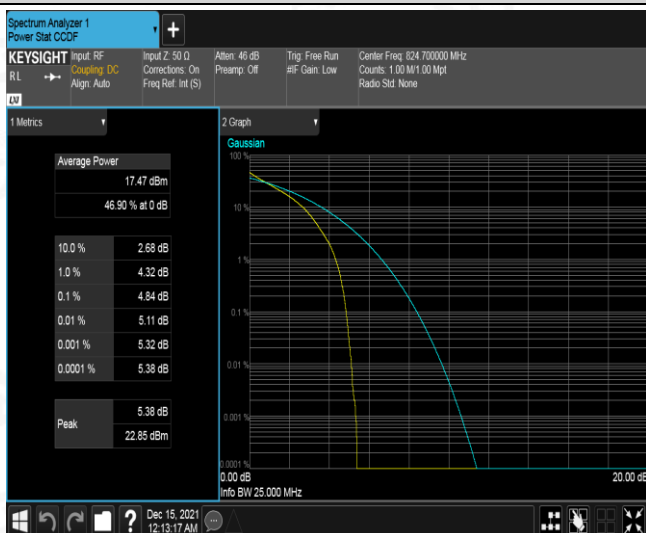 Spectrum Analyzer 1
Power Stat CCDF
+
KEYSIGHT
RL
LXI
Input: RF
Coupling: DC
Align: Auto
Input Z: 50 Ω
Corrections: On
Freq Ref: Int (S)
Atten: 46 dB
Preamp: Off
Trig: Free Run
#IF Gain: Low
Center Freq: 824.700000 MHz
Counts: 1.00 M/1.00 Mpt
Radio Std: None
1 Metrics
Average Power
17.47 dBm
46.90 % at 0 dB
10.0 % 2.68 dB
1.0 % 4.32 dB
0.1 % 4.84 dB
0.01 % 5.11 dB
0.001 % 5.32 dB
0.0001 % 5.38 dB
Peak
5.38 dB
22.85 dBm
2 Graph
Gaussian
100 %
10 %
1 %
0.1 %
0.01 %
0.001 %
0.0001 %
0.00 dB 20.00 dB
Info BW 25.000 MHz
?
Dec 15, 2021
12:13:17 AM